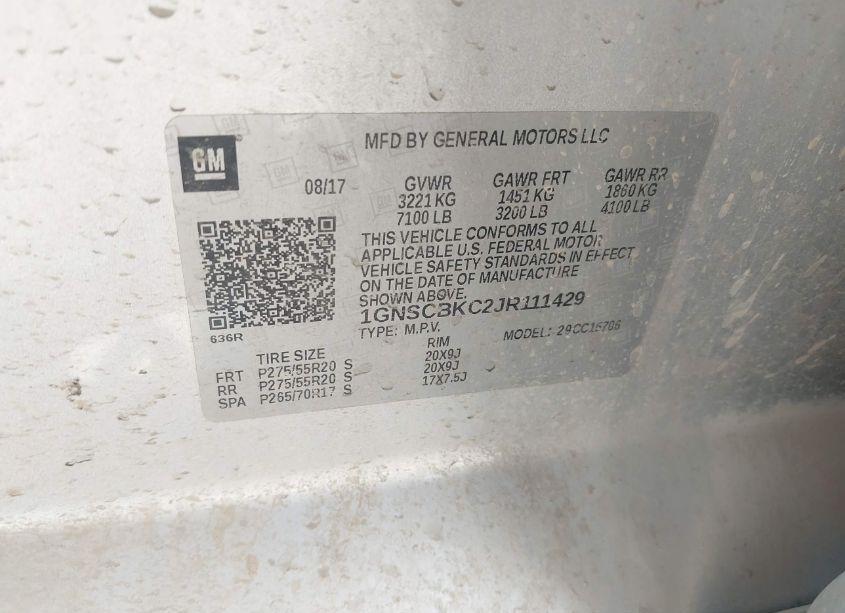 GM
MFD BY GENERAL MOTORS LLC
08/17
GVWR
3221 KG
7100 LB
GAWR FRT
1451 KG
3200 LB
GAWR RR
1860 KG
4100 LB
THIS VEHICLE CONFORMS TO ALL
APPLICABLE U.S. FEDERAL MOTOR
VEHICLE SAFETY STANDARDS IN EFFECT
ON THE DATE OF MANUFACTURE
SHOWN ABOVE.
1GNSCBKC2JR111429
TYPE: M.P.V.
MODEL:
636R
TIRE SIZE RIM
FRT P275/55R20 S 20X9J
RR P275/55R20 S 20X9J
SPA P265/70R17 S 17X7.5J